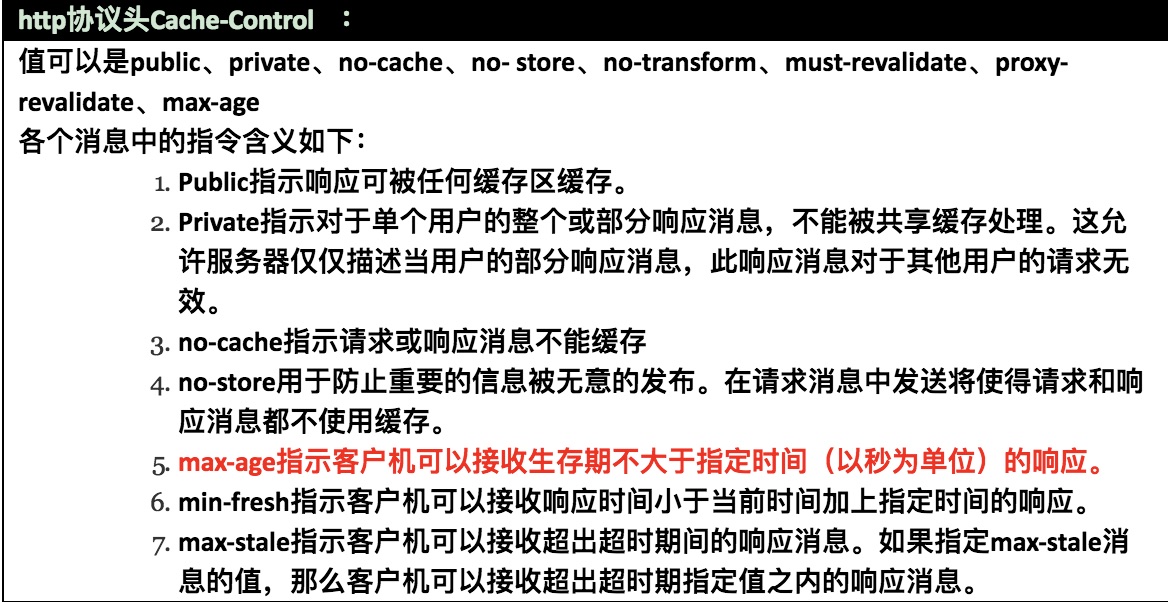 http协议头Cache-Control ：
值可以是public、private、no-cache、no- store、no-transform、must-revalidate、proxy-
revalidate、max-age
各个消息中的指令含义如下：
1. Public指示响应可被任何缓存区缓存。
2. Private指示对于单个用户的整个或部分响应消息，不能被共享缓存处理。这允
许服务器仅仅描述当用户的部分响应消息，此响应消息对于其他用户的请求无
效。
3. no-cache指示请求或响应消息不能缓存
4. no-store用于防止重要的信息被无意的发布。在请求消息中发送将使得请求和响
应消息都不使用缓存。
5. max-age指示客户机可以接收生存期不大于指定时间（以秒为单位）的响应。
6. min-fresh指示客户机可以接收响应时间小于当前时间加上指定时间的响应。
7. max-stale指示客户机可以接收超出超时期间的响应消息。如果指定max-stale消
息的值，那么客户机可以接收超出超时期指定值之内的响应消息。